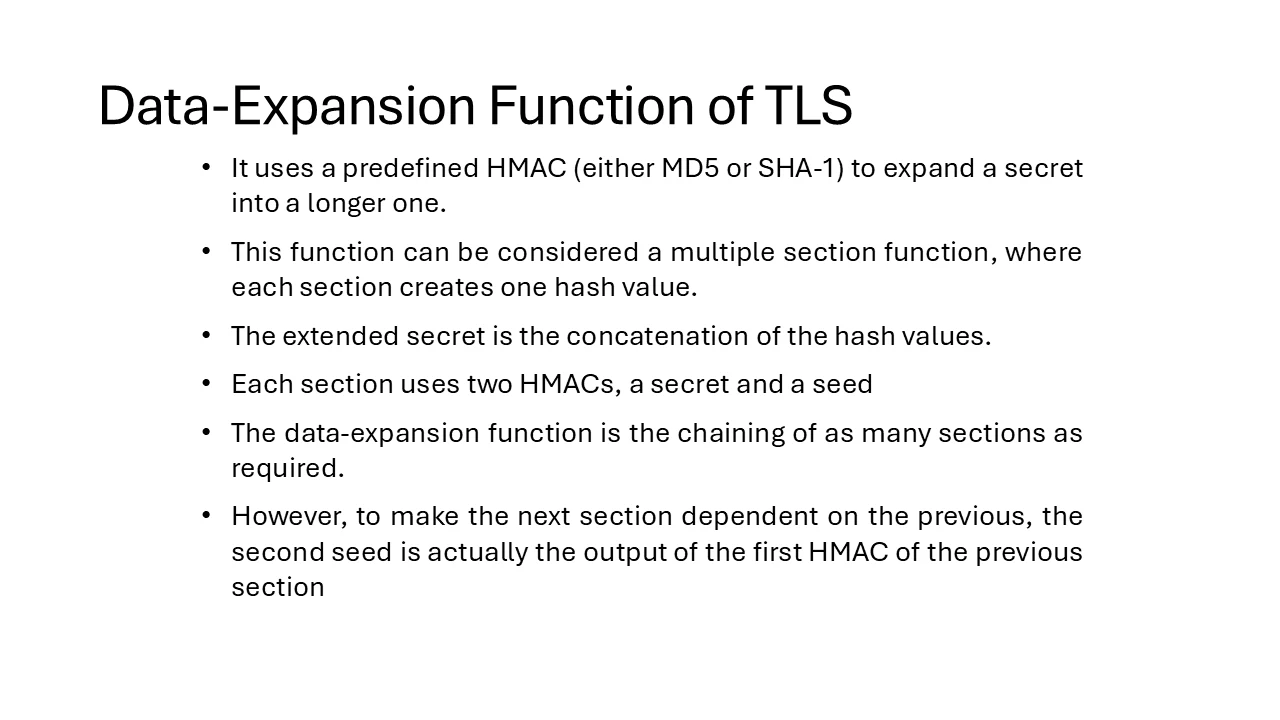 Data-Expansion Function of TLS
• It uses a predefined HMAC (either MD5 or SHA-1) to expand a secret
into a longer one.
• This function can be considered a multiple section function, where
each section creates one hash value.
• The extended secret is the concatenation of the hash values.
• Each section uses two HMACs, a secret and a seed
• The data-expansion function is the chaining of as many sections as
required.
• However, to make the next section dependent on the previous, the
second seed is actually the output of the first HMAC of the previous
section